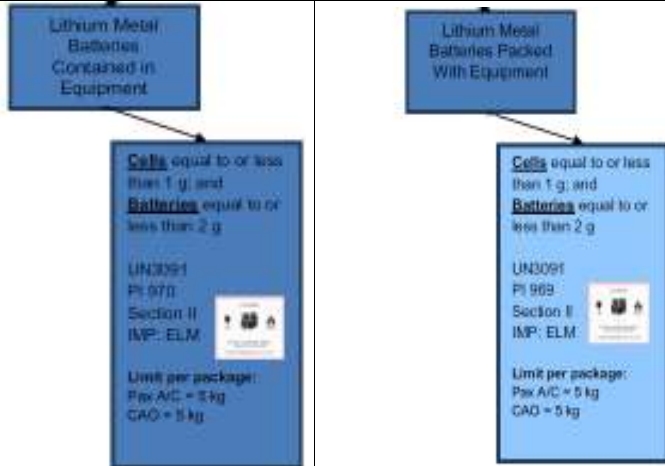 Lithium Metal
Batteries
Contained in
Equipment
Cells equal to or less
than 1 g; and
Batteries equal to or
less than 2 g
UN3091
PI 970
Section II
IMP: ELM
Limit per package:
Pax A/C = 5 kg
CAO = 5 kg
Lithium Metal
Batteries Packed
With Equipment
Cells equal to or less
than 1 g; and
Batteries equal to or
less than 2 g
UN3091
PI 969
Section II
IMP: ELM
Limit per package:
Pax A/C = 5 kg
CAO = 5 kg